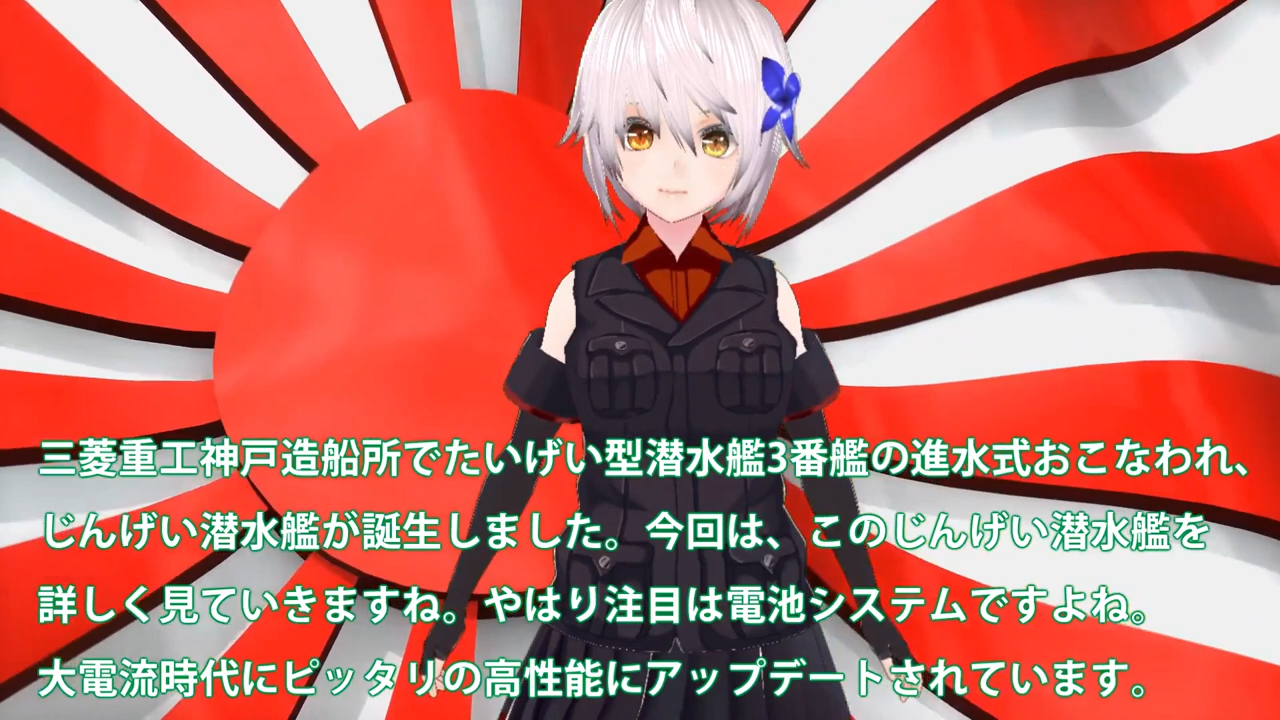 三菱重工神戸造船所でたいげい型潜水艦3番艦の進水式おこなわれ、
じんげい潜水艦が誕生しました。今回は、このじんげい潜水艦を
詳しく見ていきますね。やはり注目は電池システムですよね。
大電流時代にピッタリの高性能にアップデートされています。